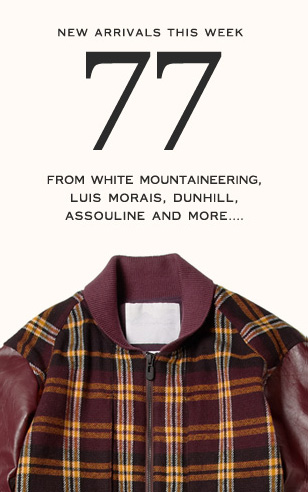 NEW ARRIVALS THIS WEEK
77
FROM WHITE MOUNTAINEERING,
LUIS MORAIS, DUNHILL,
ASSOULINE AND MORE....